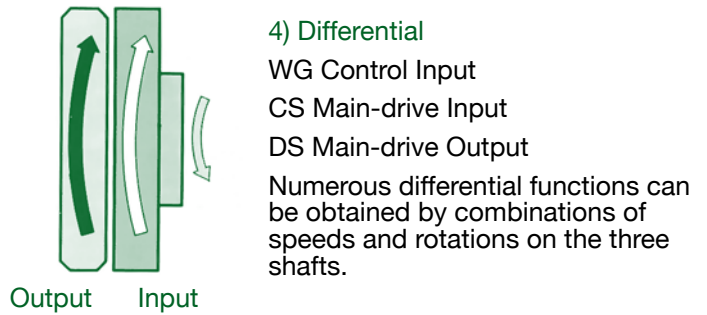 4) Differential
WG Control Input
CS Main-drive Input
DS Main-drive Output
Numerous differential functions can
be obtained by combinations of
speeds and rotations on the three
shafts.
Output Input